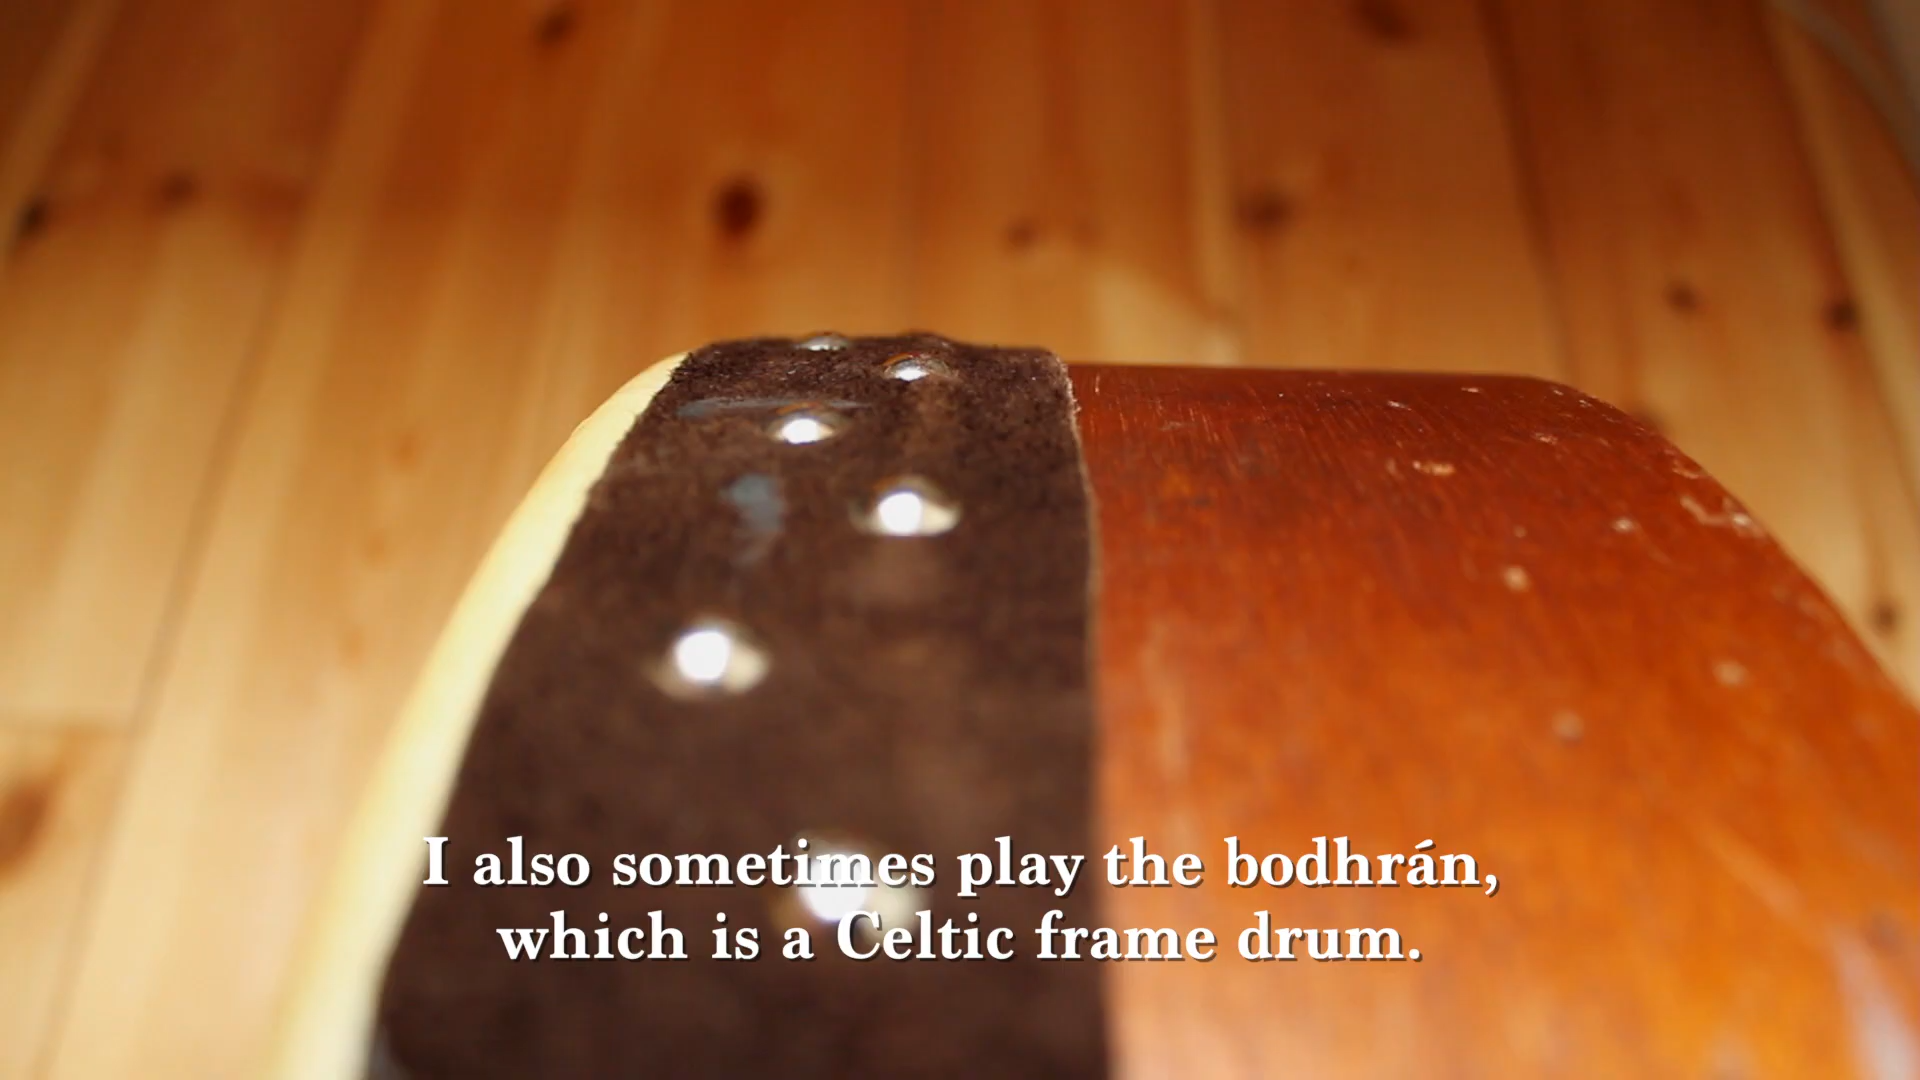 I also sometimes play the bodhrán,
which is a Celtic frame drum.